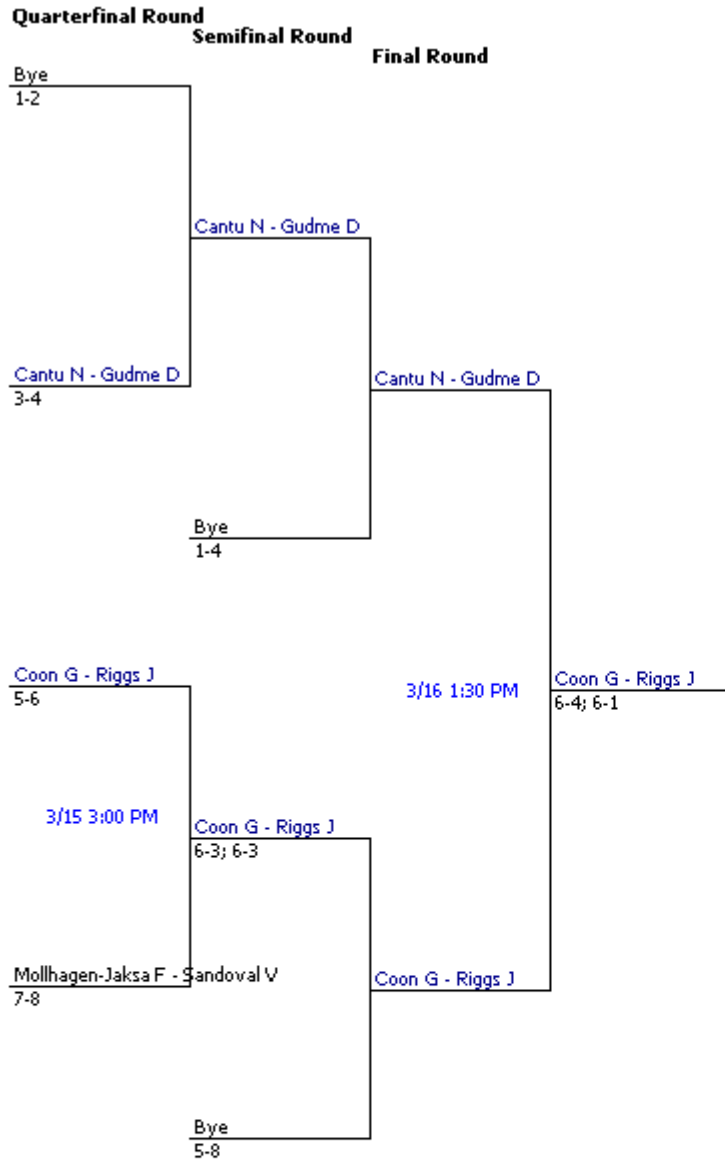 Quarterfinal Round
Semifinal Round
Final Round
Bye
1-2
Cantu N - Gudme D
Cantu N - Gudme D
3-4
Cantu N - Gudme D
Bye
1-4
Coon G - Riggs J
5-6
3/16 1:30 PM
Coon G - Riggs J
6-4; 6-1
3/15 3:00 PM
Coon G - Riggs J
6-3; 6-3
Mollhagen-Jaksa F - Sandoval V
7-8
Coon G - Riggs J
Bye
5-8